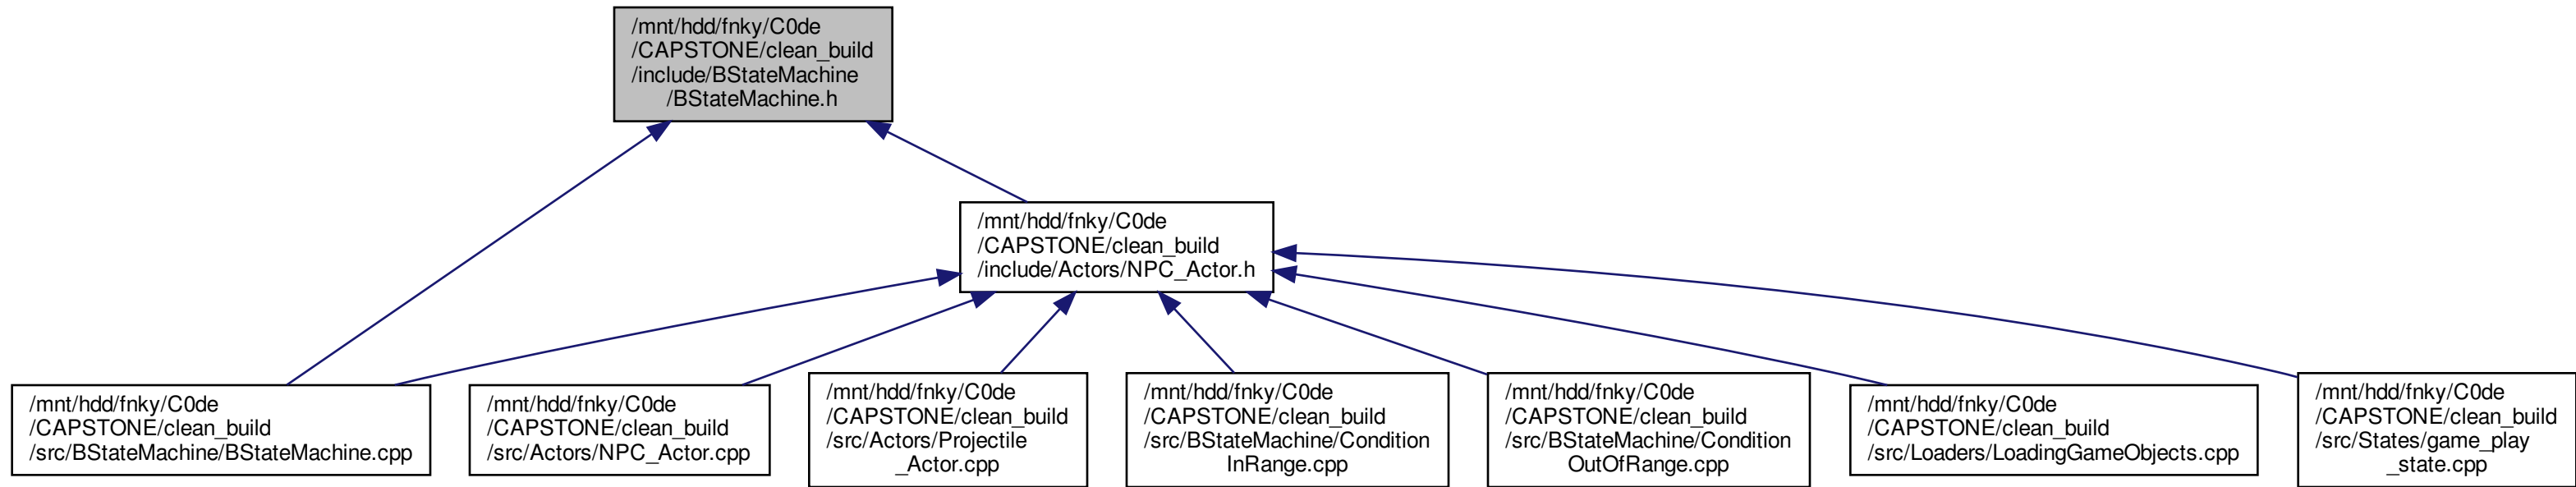 /mnt/hdd/fnky/C0de
/CAPSTONE/clean_build
/include/BStateMachine
/BStateMachine.h
/mnt/hdd/fnky/C0de
/CAPSTONE/clean_build
/include/Actors/NPC_Actor.h
/mnt/hdd/fnky/C0de
/CAPSTONE/clean_build
/src/BStateMachine/BStateMachine.cpp
/mnt/hdd/fnky/C0de
/CAPSTONE/clean_build
/src/Actors/NPC_Actor.cpp
/mnt/hdd/fnky/C0de
/CAPSTONE/clean_build
/src/Actors/Projectile
_Actor.cpp
/mnt/hdd/fnky/C0de
/CAPSTONE/clean_build
/src/BStateMachine/Condition
InRange.cpp
/mnt/hdd/fnky/C0de
/CAPSTONE/clean_build
/src/BStateMachine/Condition
OutOfRange.cpp
/mnt/hdd/fnky/C0de
/CAPSTONE/clean_build
/src/Loaders/LoadingGameObjects.cpp
/mnt/hdd/fnky/C0de
/CAPSTONE/clean_build
/src/States/game_play
_state.cpp